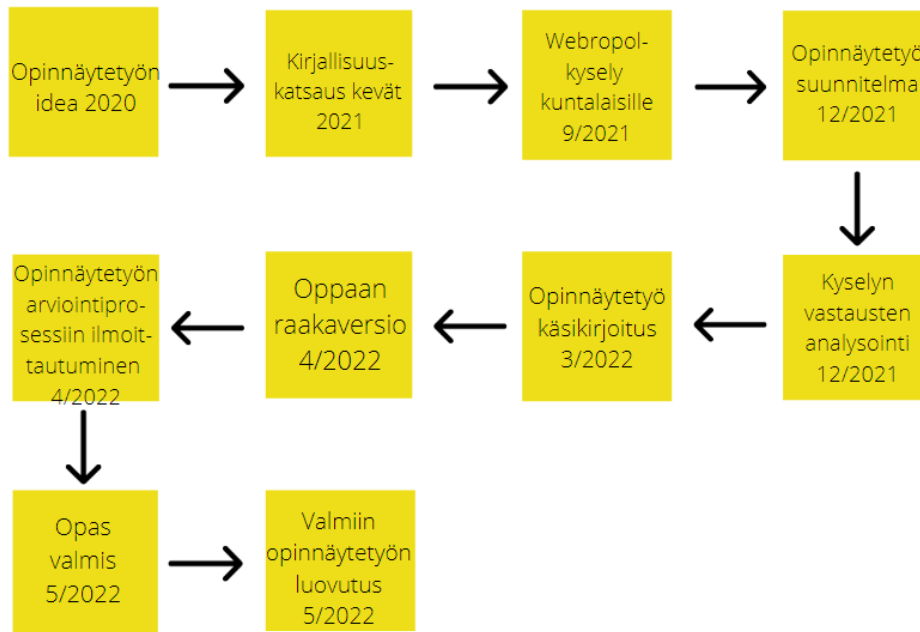 Opinnäytetyön
idea 2020
Kirjallisuus-
katsaus kevät
2021
Webropol-
kysely
kuntalaisille
9/2021
Opinnäytetyö
suunnitelma
12/2021
Kyselyn
vastausten
analysointi
12/2021
Opinnäytetyö
käsikirjoitus
3/2022
Oppaan
raakaversio
4/2022
Opinnäytetyön
arviointipro-
sessiin ilmoit-
tautuminen
4/2022
Opas
valmis
5/2022
Valmiin
opinnäytetyön
luovutus
5/2022